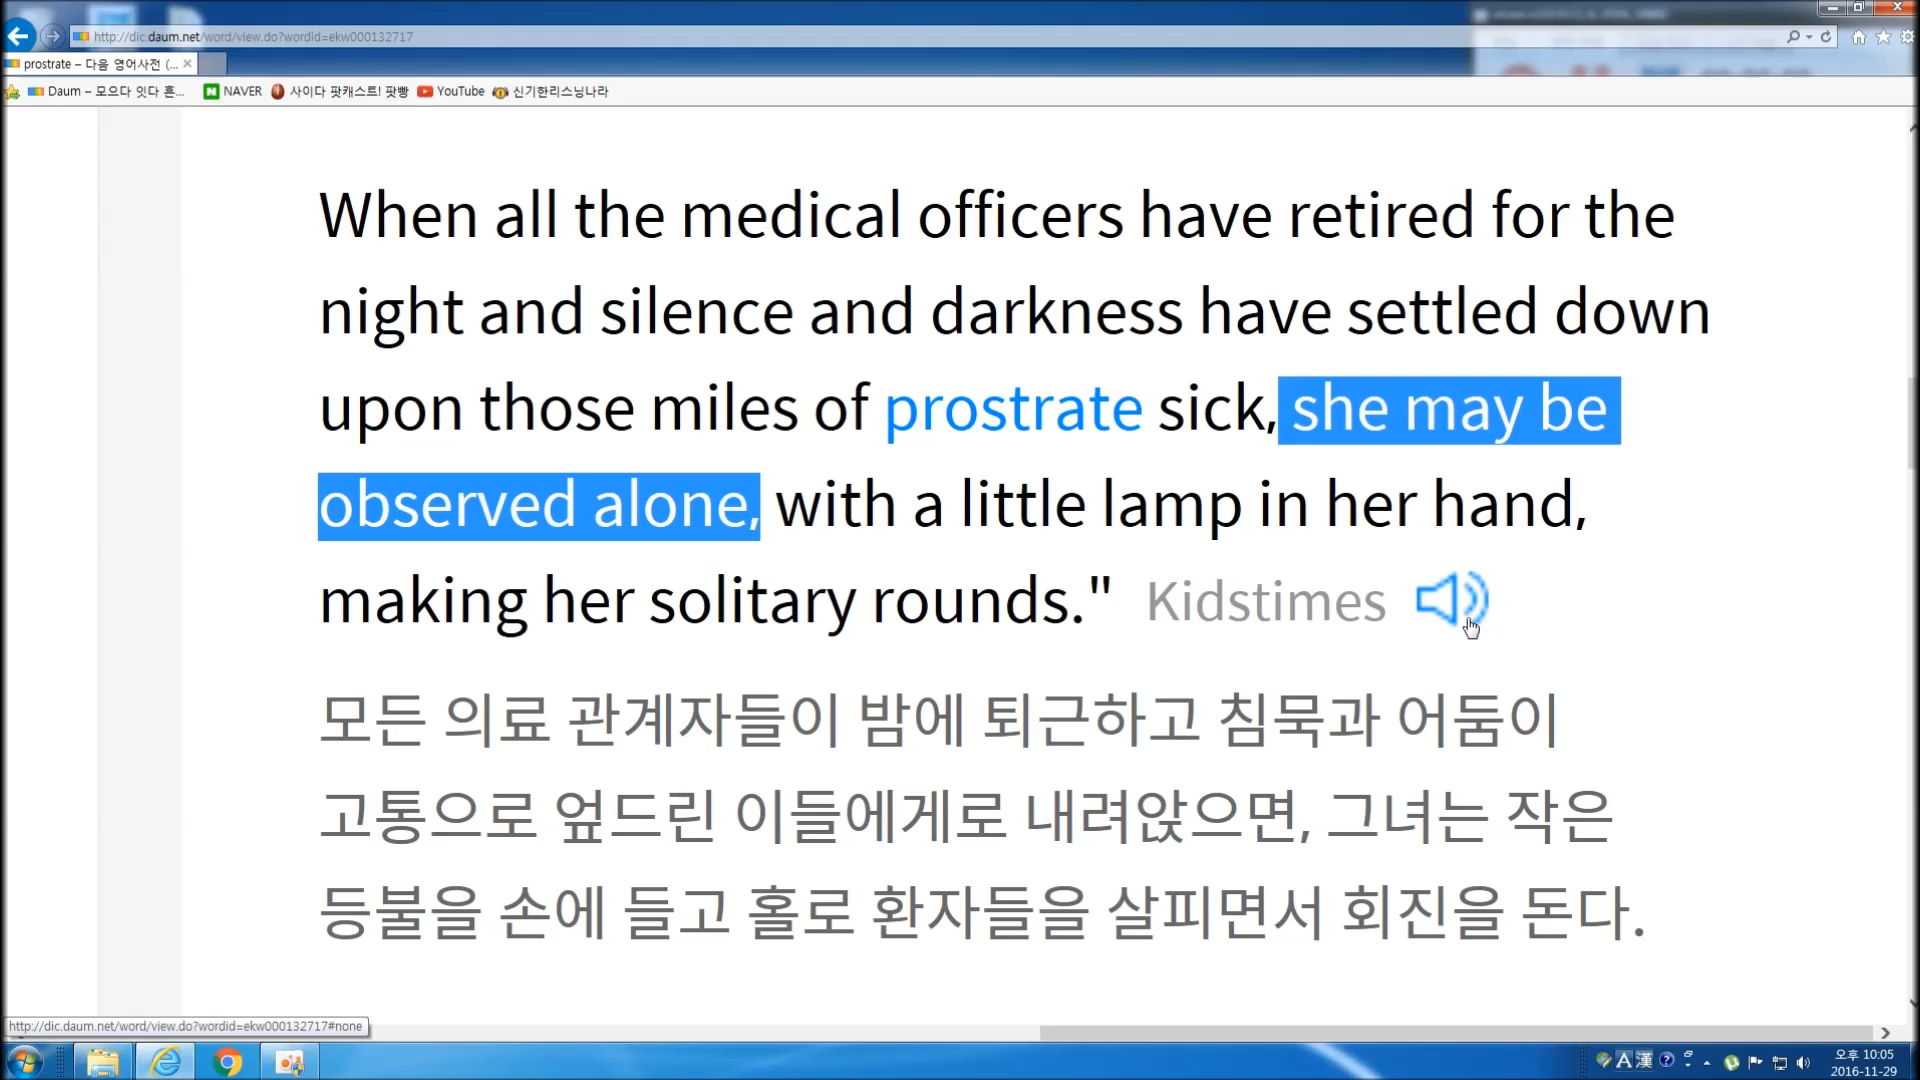 http://dic.daum.net/word/view.do?wordid=ekw000132717
prostrate – 다음 영어사전 (...
Daum – 모으다 잇다 흔...
NAVER
사이다 팟캐스트! 팟빵
YouTube
신기한리스닝나라
When all the medical officers have retired for the
night and silence and darkness have settled down
upon those miles of prostrate sick, she may be
observed alone, with a little lamp in her hand,
making her solitary rounds." Kidstimes
모든 의료 관계자들이 밤에 퇴근하고 침묵과 어둠이
고통으로 엎드린 이들에게로 내려앉으면, 그녀는 작은
등불을 손에 들고 홀로 환자들을 살피면서 회진을 돈다.
http://dic.daum.net/word/view.do?wordid=ekw000132717#none
A 漢
오후 10:05
2016-11-29